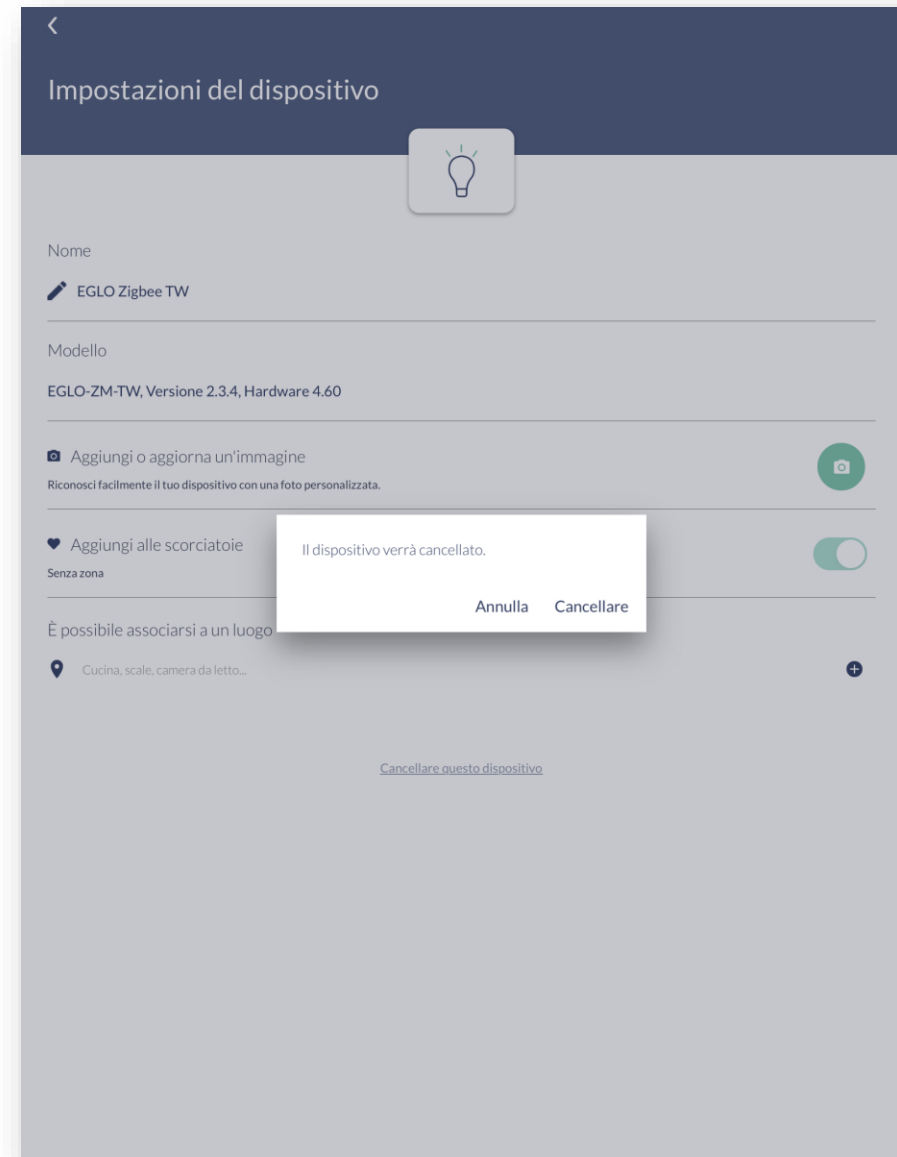 Impostazioni del dispositivo
Nome
EGLO Zigbee TW
Modello
EGLO-ZM-TW, Versione 2.3.4, Hardware 4.60
Aggiungi o aggiorna un'immagine
Riconosci facilmente il tuo dispositivo con una foto personalizzata.
Aggiungi alle scorciatoie
Senza zona
Il dispositivo verrà cancellato.
Annulla Cancellare
È possibile associarsi a un luogo
Cucina, scale, camera da letto...
Cancellare questo dispositivo